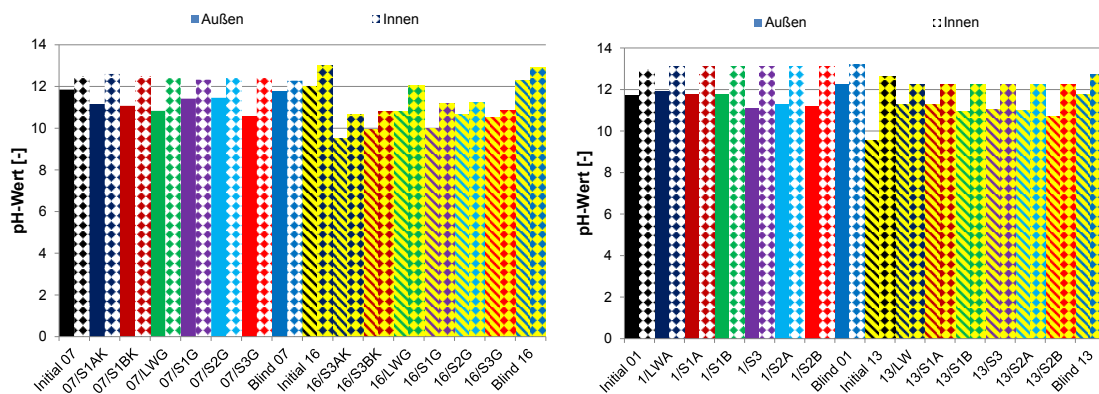 Außen Innen
pH-Wert [-]
14
12
10
8
6
4
2
0
Initial 07
07/S1AK
07/S1BK
07/LWG
07/S1G
07/S2G
07/S3G
Blind 07
Initial 16
16/S3AK
16/S3BK
16/LWG
16/S1G
16/S2G
16/S3G
Blind 16
Außen Innen
pH-Wert [-]
14
12
10
8
6
4
2
0
Initial 01
1/LWA
1/S1A
1/S1B
1/S3
1/S2A
1/S2B
Blind 01
Initial 13
13/LW
13/S1A
13/S1B
13/S3
13/S2A
13/S2B
Blind 13